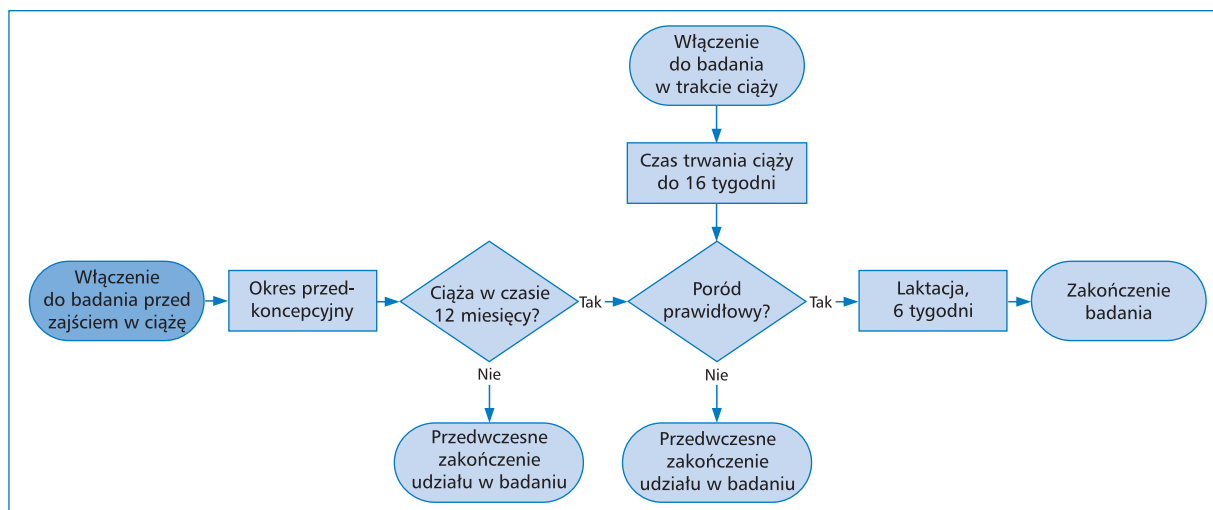 Włączenie
do badania
w trakcie ciąży
Czas trwania ciąży
do 16 tygodni
Włączenie
do badania przed
zajściem w ciążę
Okres przed-
koncepcyjny
Ciąża w czasie
12 miesięcy?
Tak
Poród
prawidłowy?
Tak
Laktacja,
6 tygodni
Zakończenie
badania
Nie
Nie
Przedwczesne
zakończenie
udziału w badaniu
Przedwczesne
zakończenie
udziału w badaniu